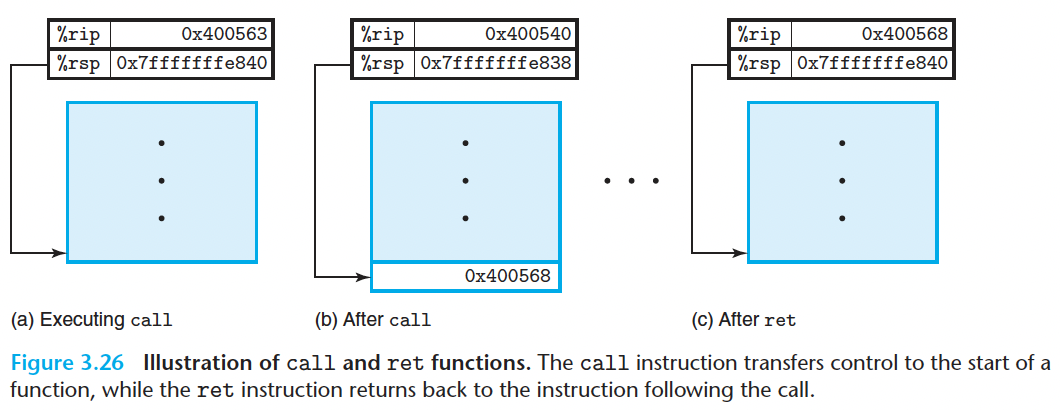 %rip 0x400563
%rsp 0x7fffffffe840
(a) Executing call
%rip 0x400540
%rsp 0x7fffffffe838
0x400568
(b) After call
%rip 0x400568
%rsp 0x7fffffffe840
(c) After ret
Figure 3.26 Illustration of call and ret functions. The call instruction transfers control to the start of a
function, while the ret instruction returns back to the instruction following the call.